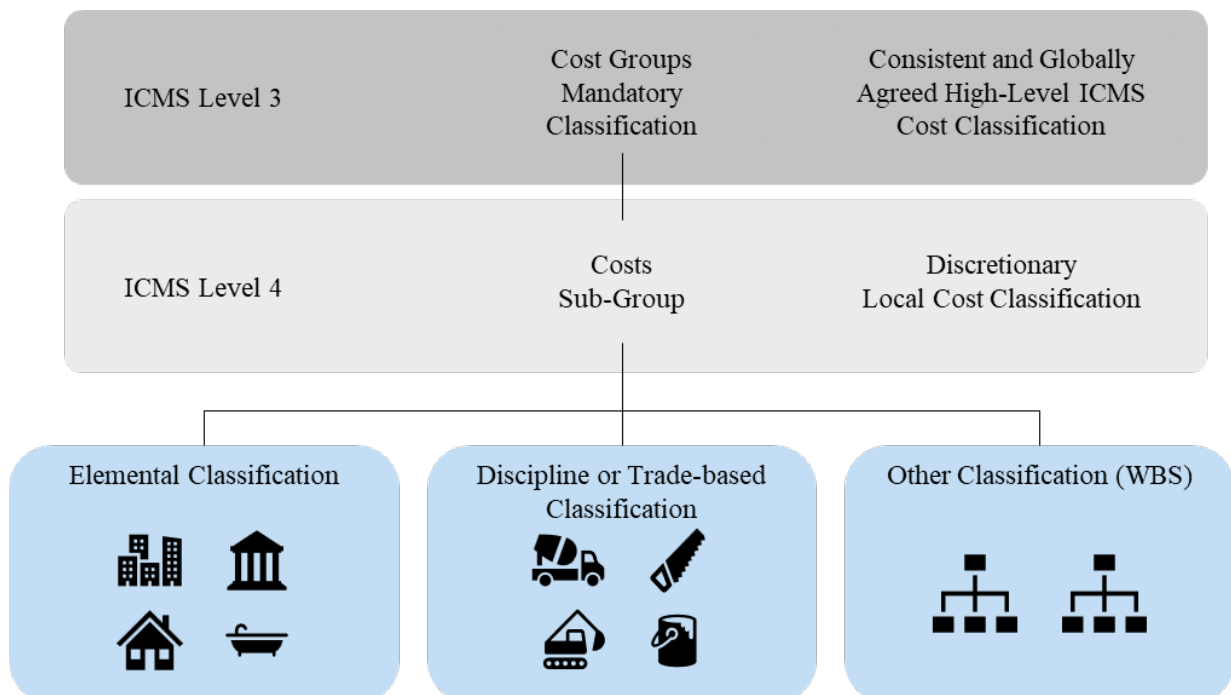 ICMS Level 3
Cost Groups
Mandatory
Classification
Consistent and Globally
Agreed High-Level ICMS
Cost Classification
ICMS Level 4
Costs
Sub-Group
Discretionary
Local Cost Classification
Elemental Classification
Discipline or Trade-based
Classification
Other Classification (WBS)